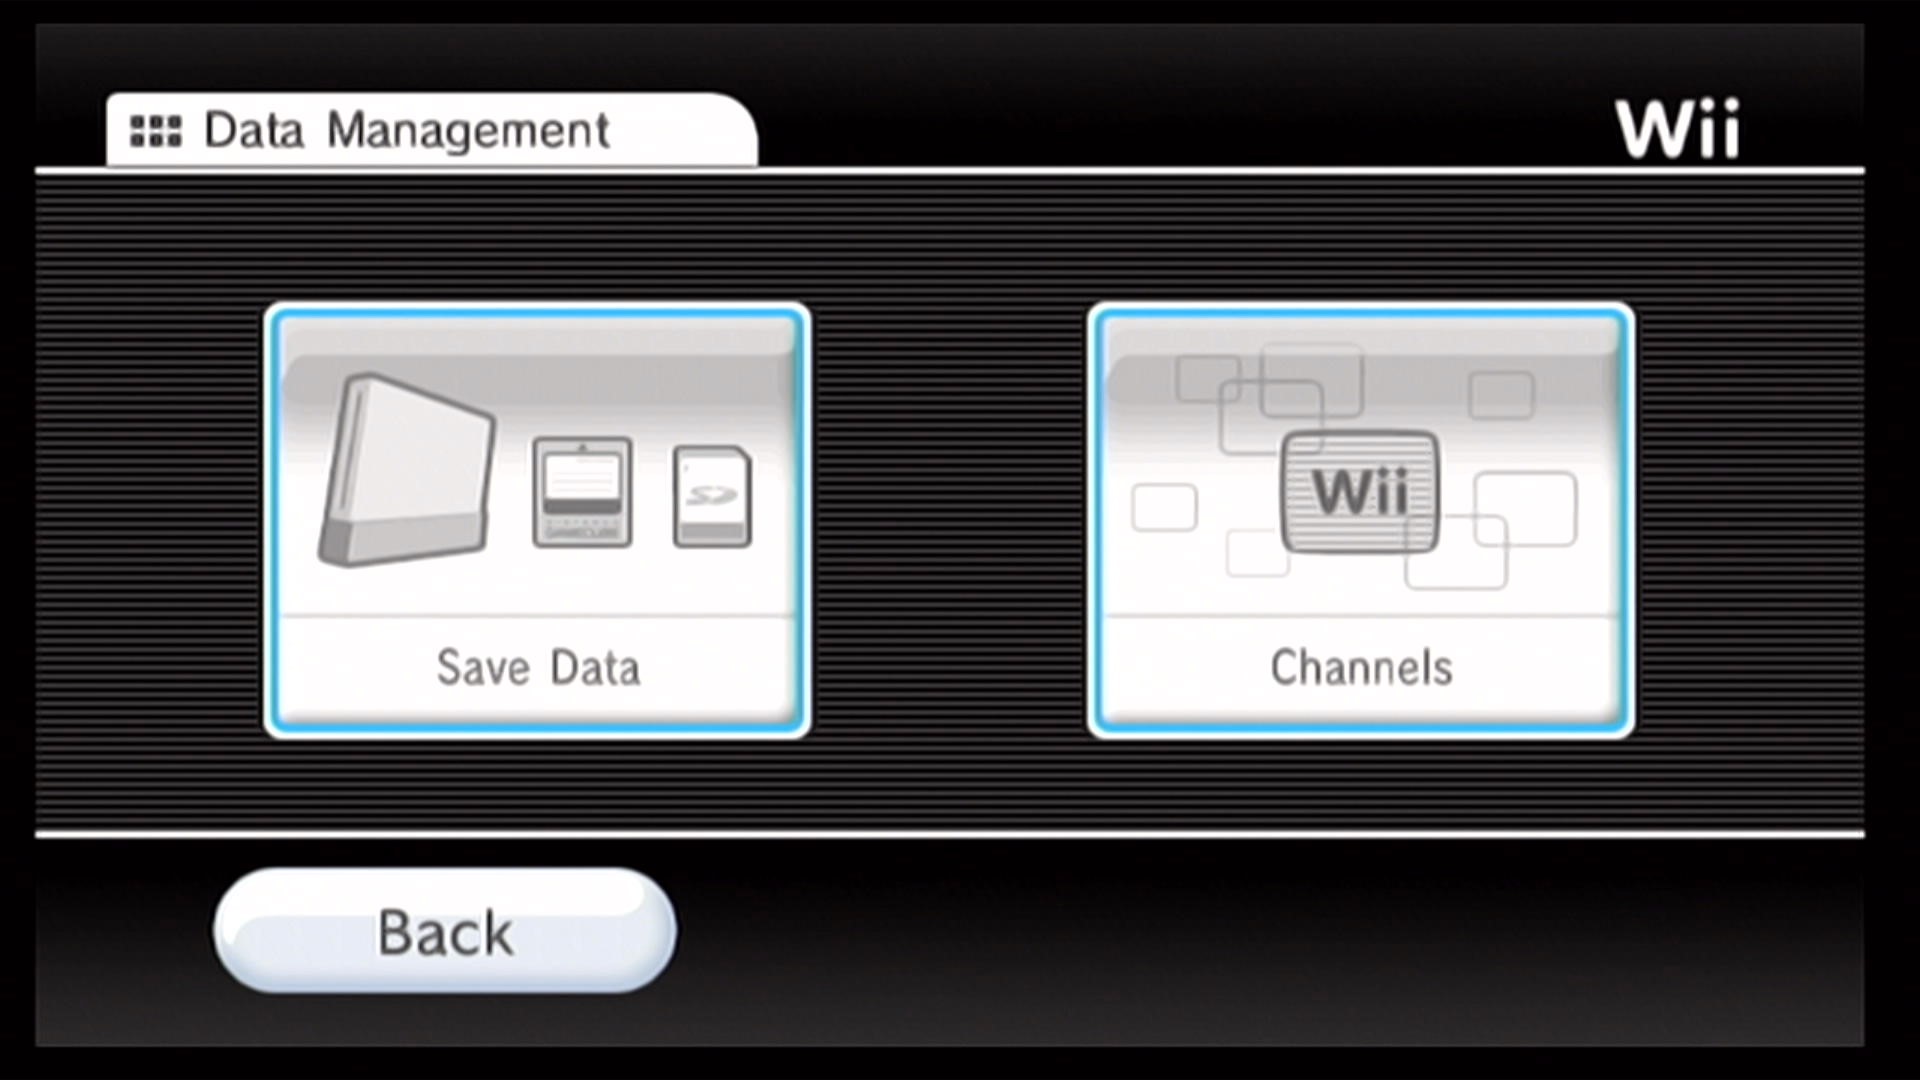 Data Management
Wii
Wii
Save Data
Channels
Back